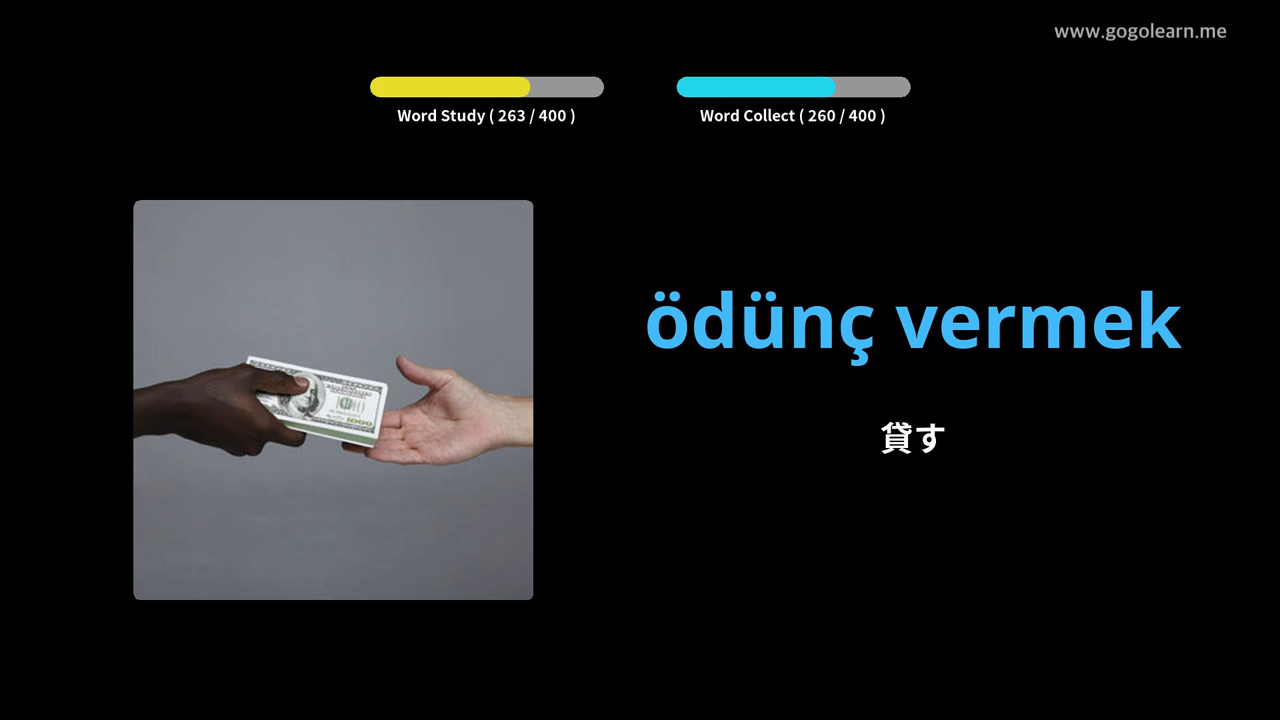 www.gogolearn.me
Word Study ( 263 / 400 )
Word Collect ( 260 / 400 )
ödünç vermek
貸す